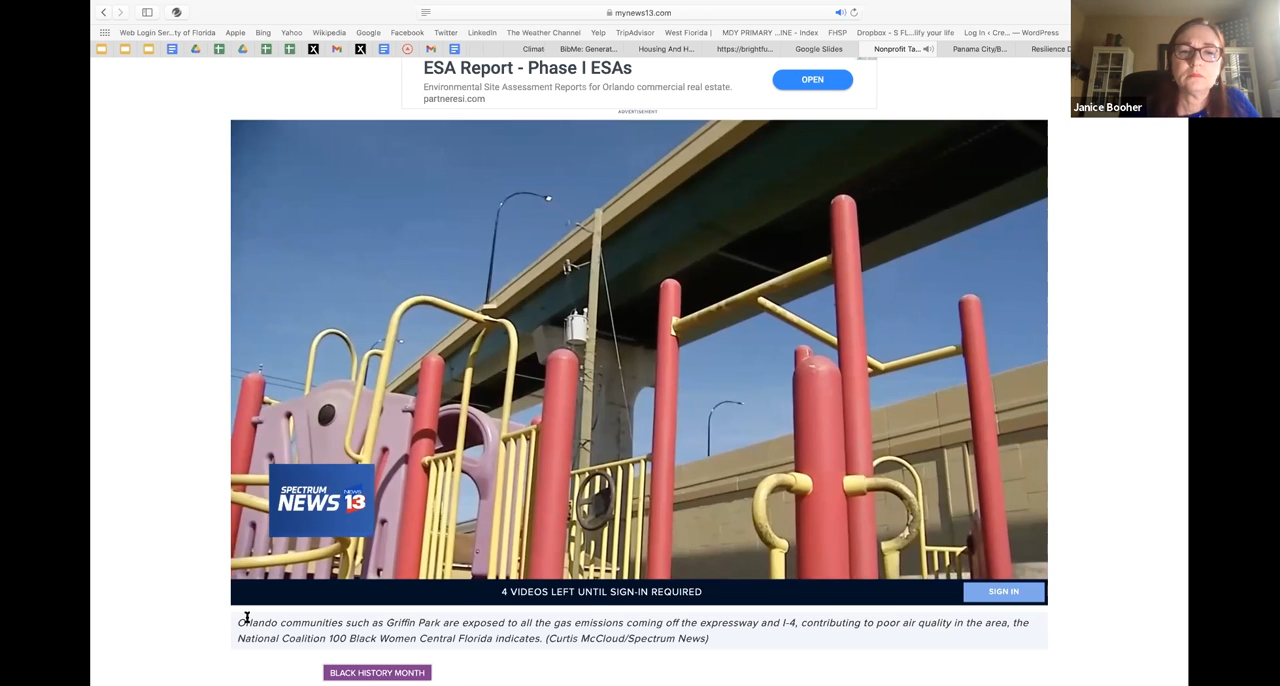 mynews13.com
Web Login Ser...ty of Florida Apple Bing Yahoo Wikipedia Google Facebook Twitter LinkedIn The Weather Channel Yelp TripAdvisor West Florida | MDY PRIMARY ...INE - Index FHSP Dropbox - S FL...lify your life Log In ‹ Cre... — WordPress
Climat BibMe: Generat... Housing And H... https://brightfu... Google Slides Nonprofit Ta... Panama City/B... Resilience D
Janice Booher
ESA Report - Phase I ESAs
Environmental Site Assessment Reports for Orlando commercial real estate.
partneresi.com
OPEN
ADVERTISEMENT
SPECTRUM
NEWS 13
NEWS
4 VIDEOS LEFT UNTIL SIGN-IN REQUIRED
SIGN IN
Orlando communities such as Griffin Park are exposed to all the gas emissions coming off the expressway and I-4, contributing to poor air quality in the area, the
National Coalition 100 Black Women Central Florida indicates. (Curtis McCloud/Spectrum News)
BLACK HISTORY MONTH